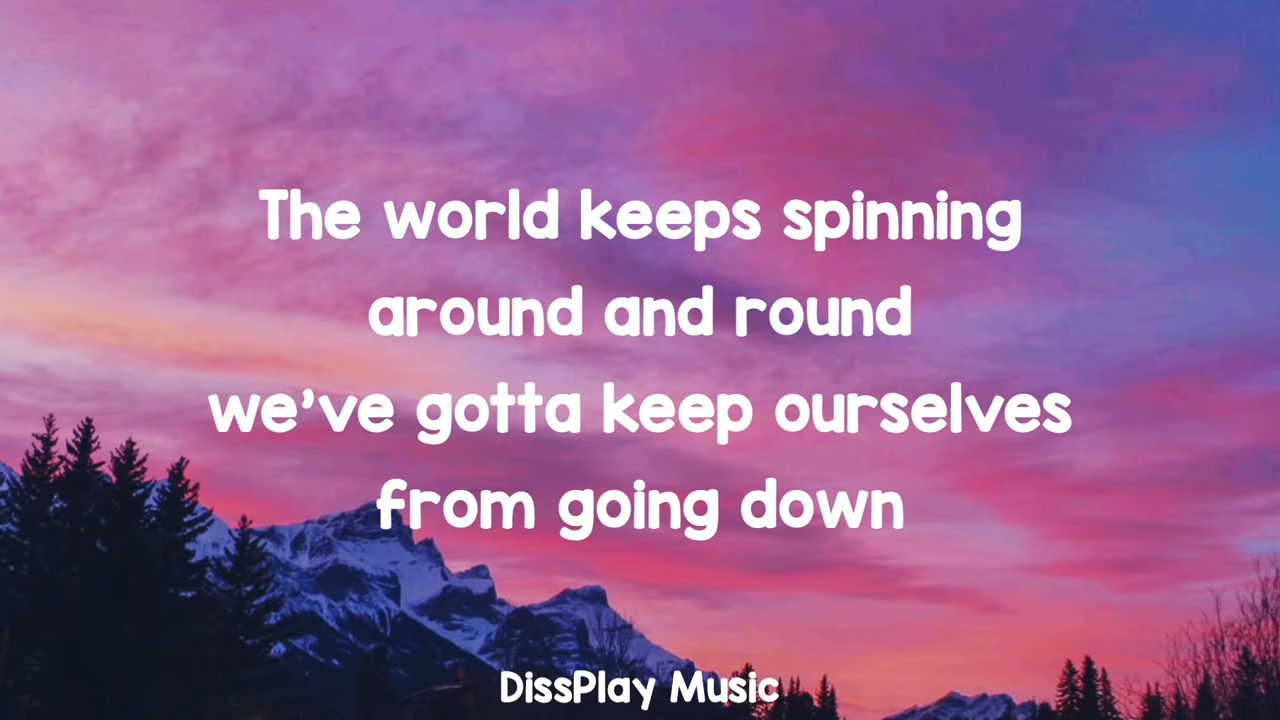 The world keeps spinning
around and round
we've gotta keep ourselves
from going down
DissPlay Music